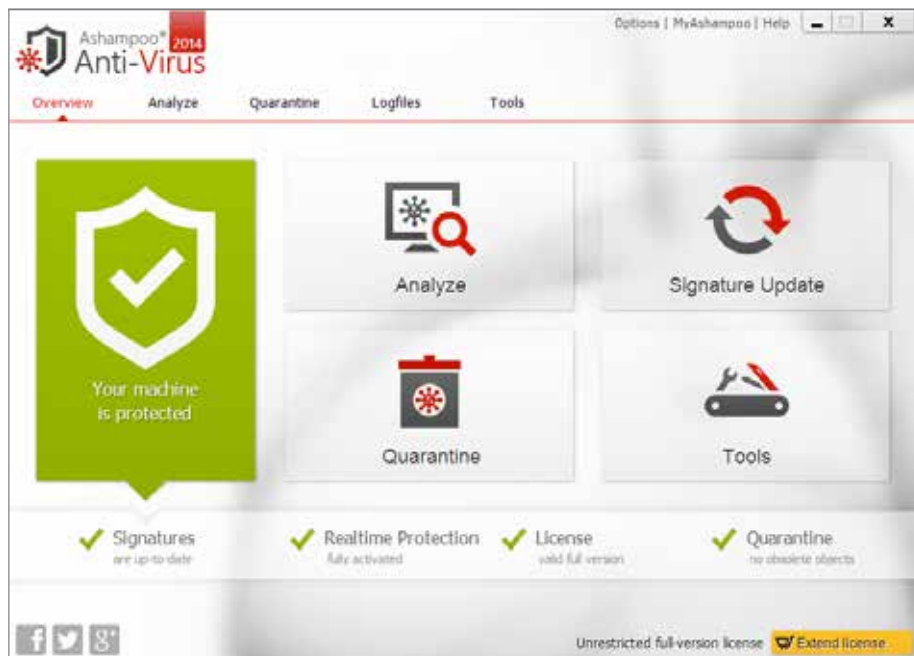 Ashampoo® 2014
Anti-Virus
Options | MyAshampoo | Help
Overview Analyze Quarantine Logfiles Tools
Your machine
is protected
Analyze
Signature Update
Quarantine
Tools
Signatures
are up-to-date
Realtime Protection
fully activated
License
valid full version
Quarantine
no obsolete objects
Unrestricted full-version license
Extend license